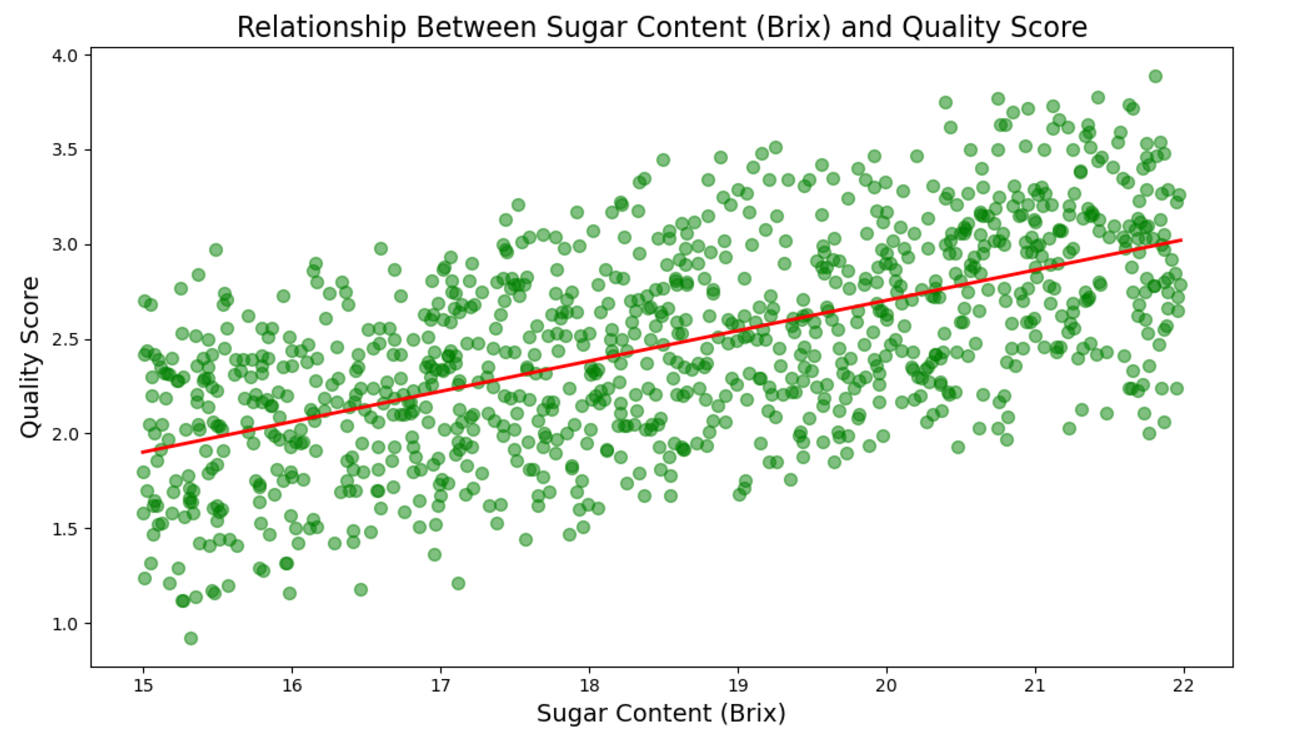 Relationship Between Sugar Content (Brix) and Quality Score
4.0
3.5
3.0
2.5
2.0
1.5
1.0
Quality Score
15 16 17 18 19 20 21 22
Sugar Content (Brix)